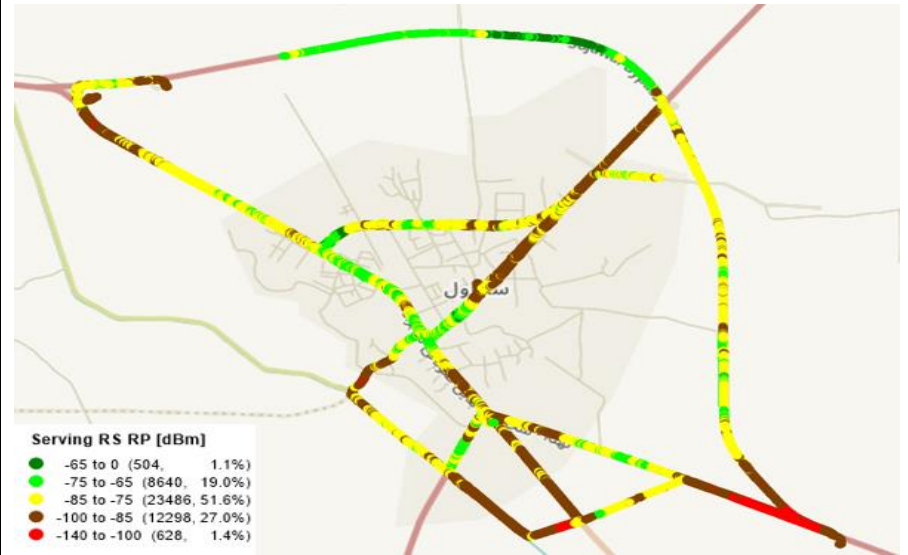 Serving RS RP [dBm]
-65 to 0 (504, 1.1%)
-75 to -65 (8640, 19.0%)
-85 to -75 (23486, 51.6%)
-100 to -85 (12298, 27.0%)
-140 to -100 (628, 1.4%)